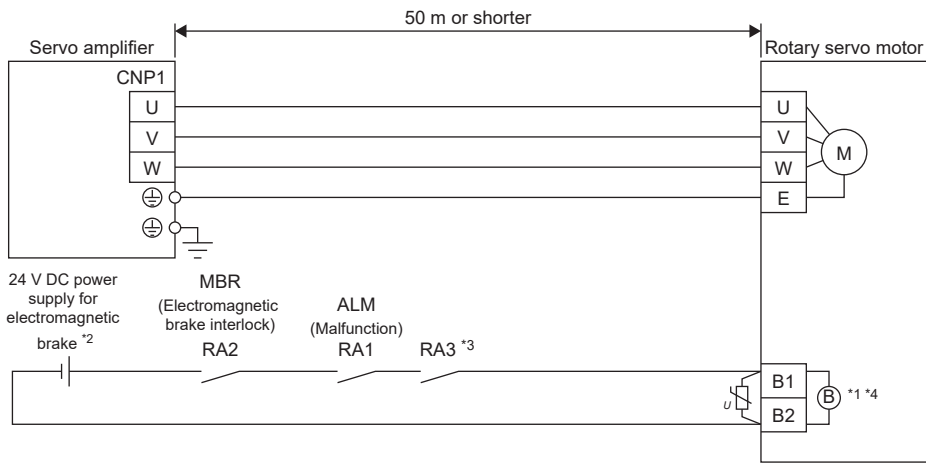 50 m or shorter
Servo amplifier
Rotary servo motor
CNP1
U
V
W
U
V
W
E
M
24 V DC power
supply for
electromagnetic
brake *2
MBR
(Electromagnetic
brake interlock)
RA2
ALM
(Malfunction)
RA1
RA3 *3
U
B1
B2
B
*1 *4